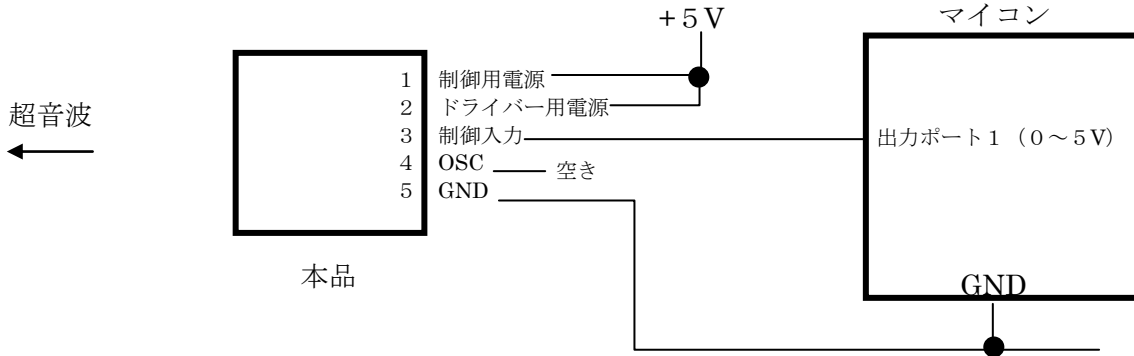 +5V
マイコン
1 制御用電源
2 ドライバー用電源
超音波
3 制御入力
出力ポート1 (0~5V)
4 OSC 空き
5 GND
本品
GND